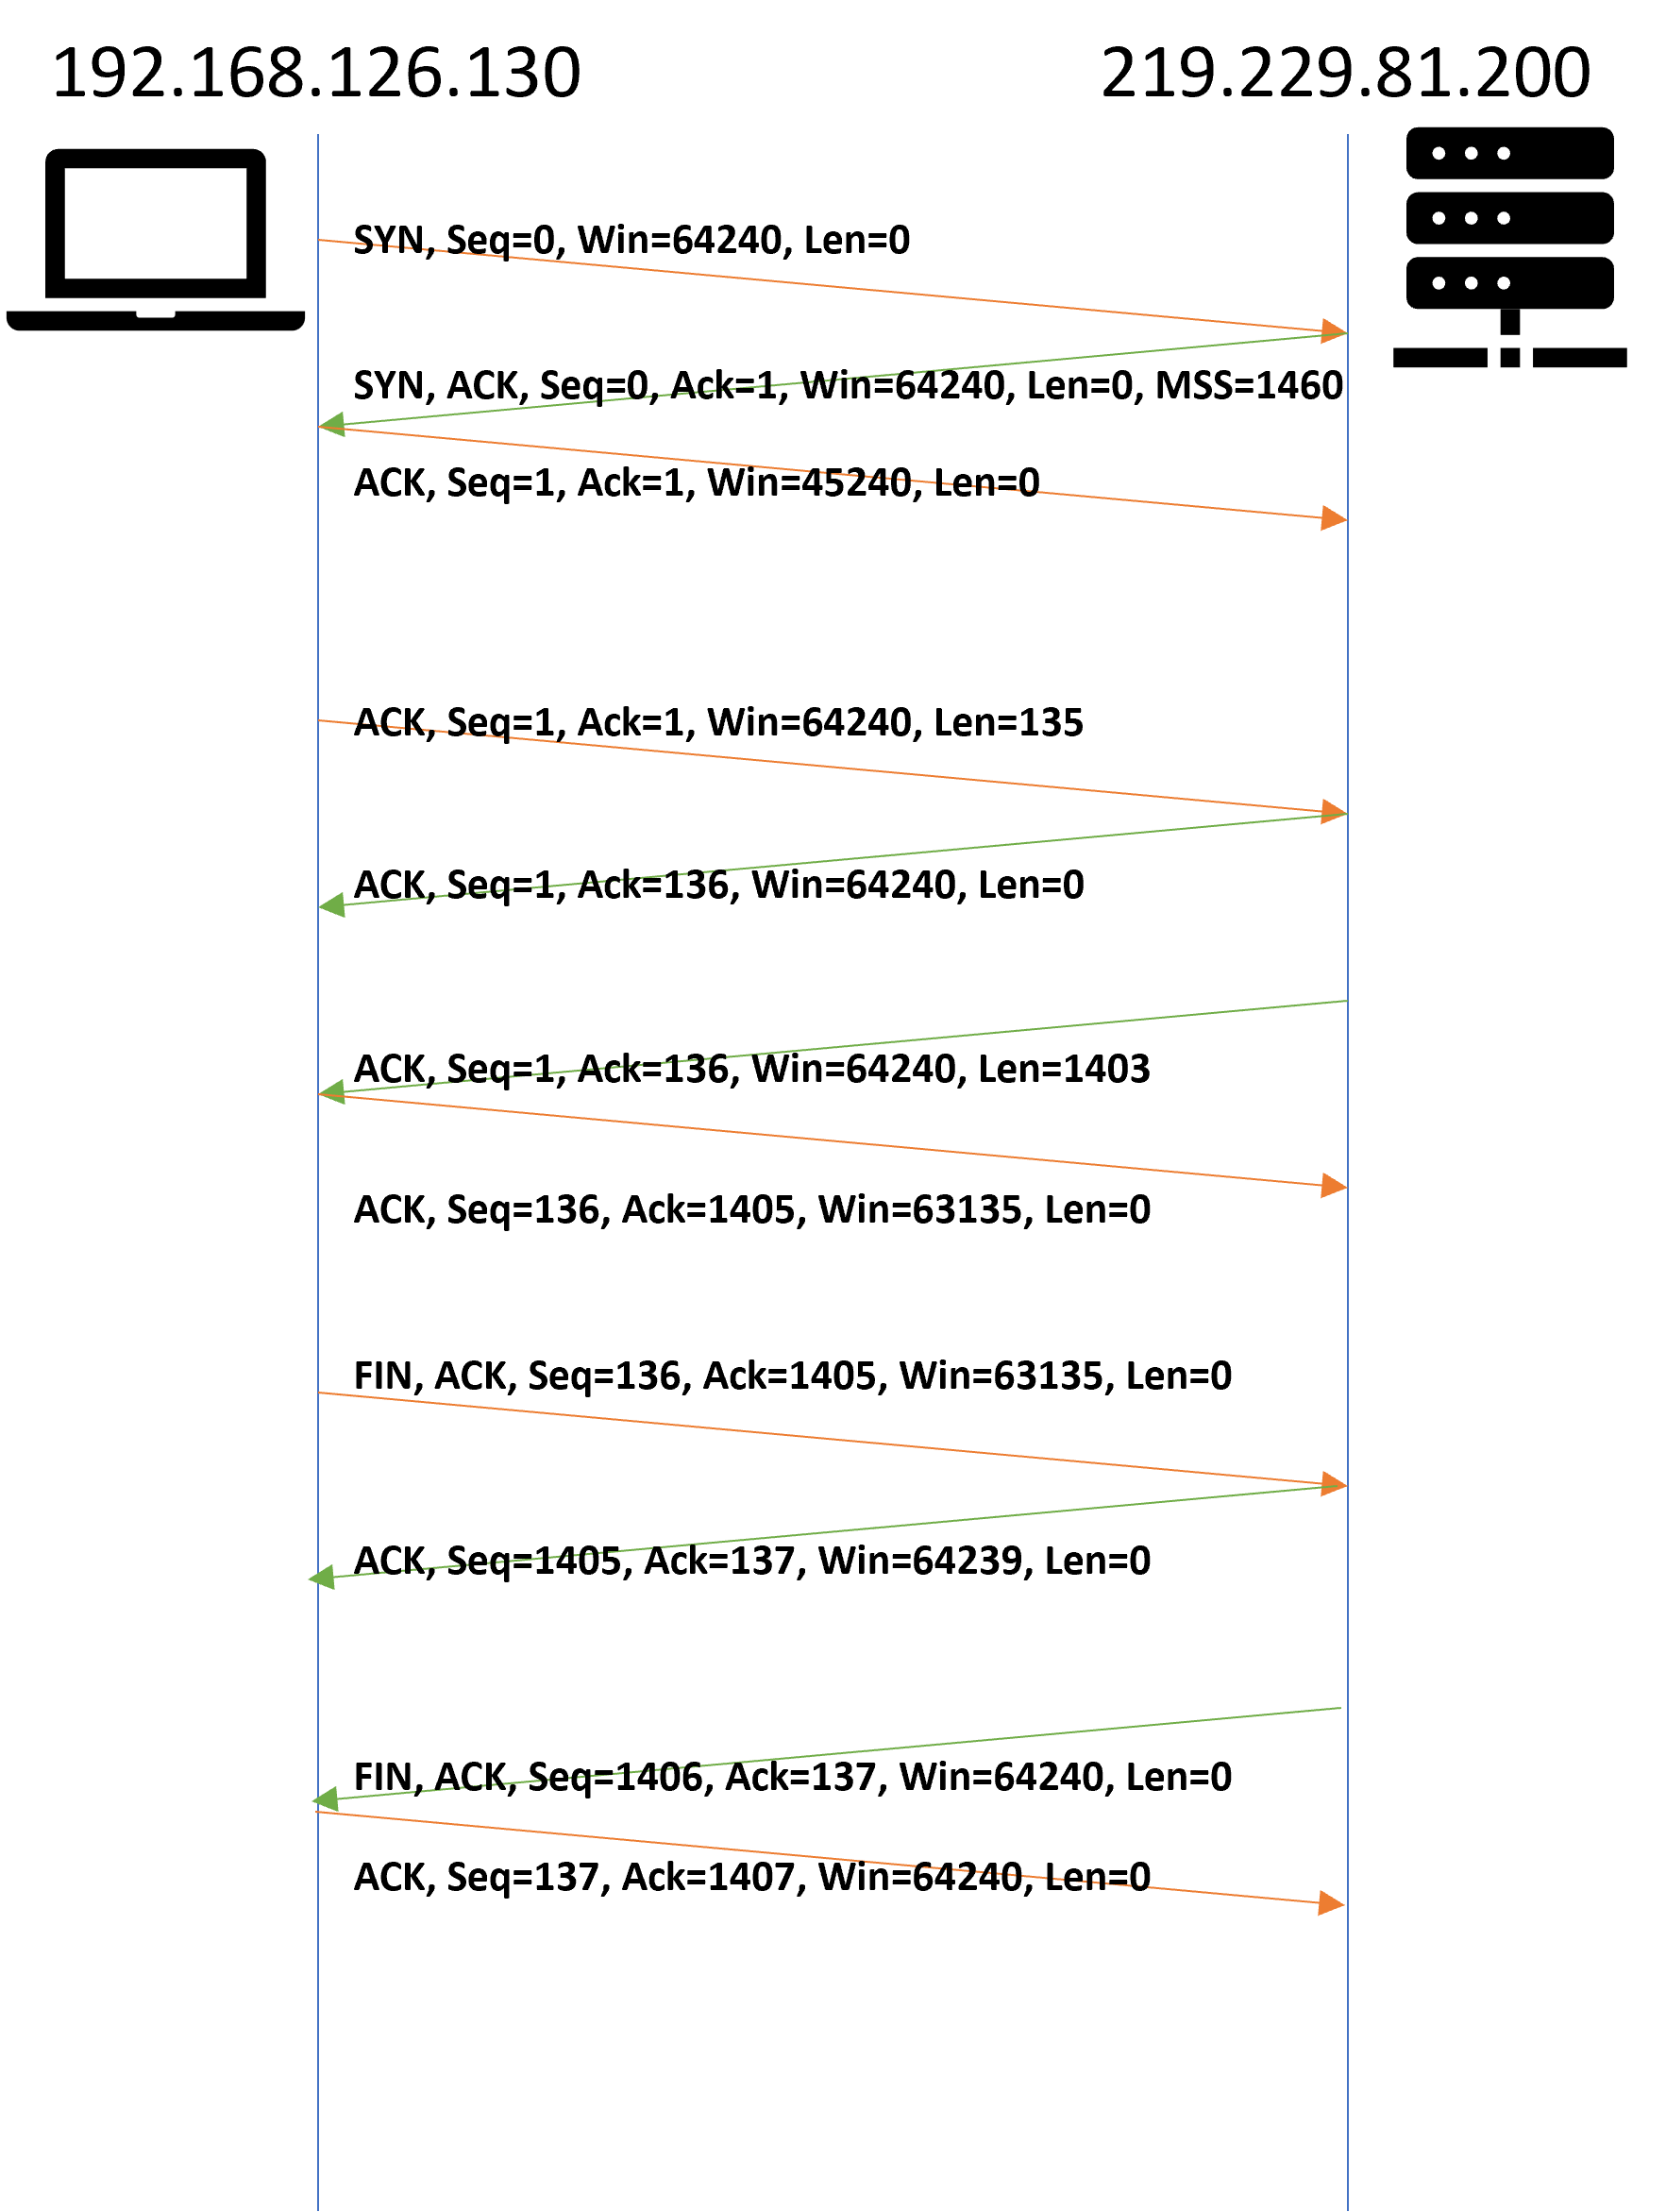 192.168.126.130
219.229.81.200
SYN, Seq=0, Win=64240, Len=0
SYN, ACK, Seq=0, Ack=1, Win=64240, Len=0, MSS=1460
ACK, Seq=1, Ack=1, Win=45240, Len=0
ACK, Seq=1, Ack=1, Win=64240, Len=135
ACK, Seq=1, Ack=136, Win=64240, Len=0
ACK, Seq=1, Ack=136, Win=64240, Len=1403
ACK, Seq=136, Ack=1405, Win=63135, Len=0
FIN, ACK, Seq=136, Ack=1405, Win=63135, Len=0
ACK, Seq=1405, Ack=137, Win=64239, Len=0
FIN, ACK, Seq=1406, Ack=137, Win=64240, Len=0
ACK, Seq=137, Ack=1407, Win=64240, Len=0